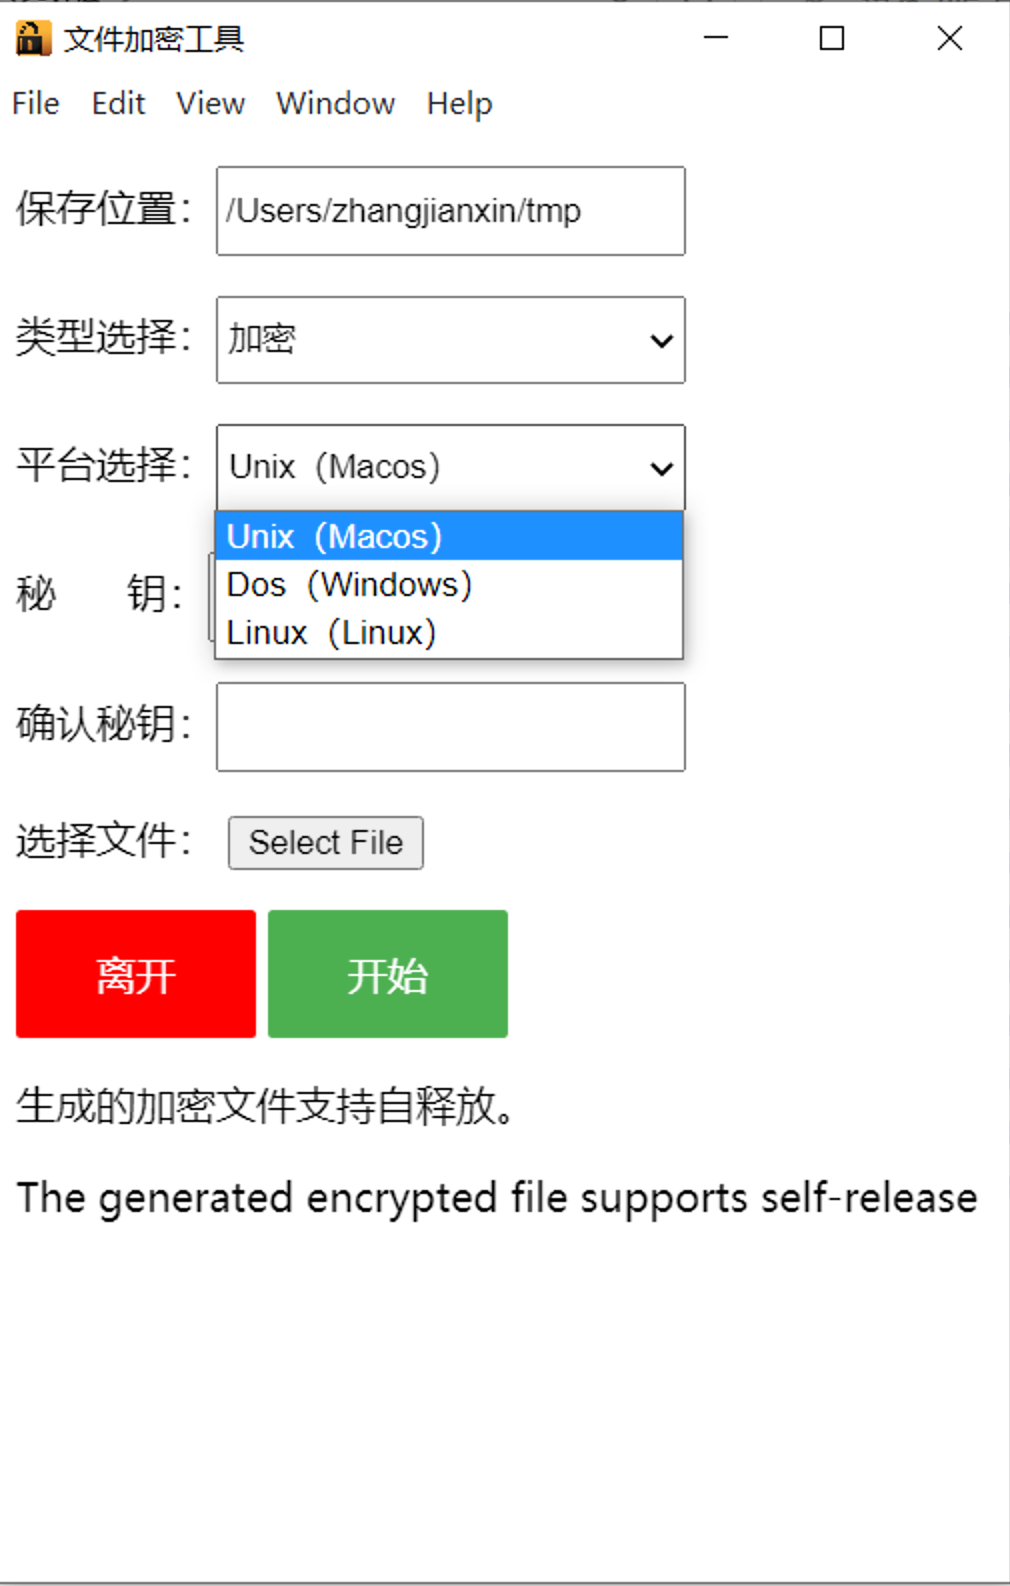 文件加密工具
File Edit View Window Help
保存位置： /Users/zhangjianxin/tmp
类型选择： 加密
平台选择： Unix（Macos）
Unix（Macos）
Dos（Windows）
Linux（Linux）
秘 钥：
确认秘钥：
选择文件： Select File
离开 开始
生成的加密文件支持自释放。
The generated encrypted file supports self-release